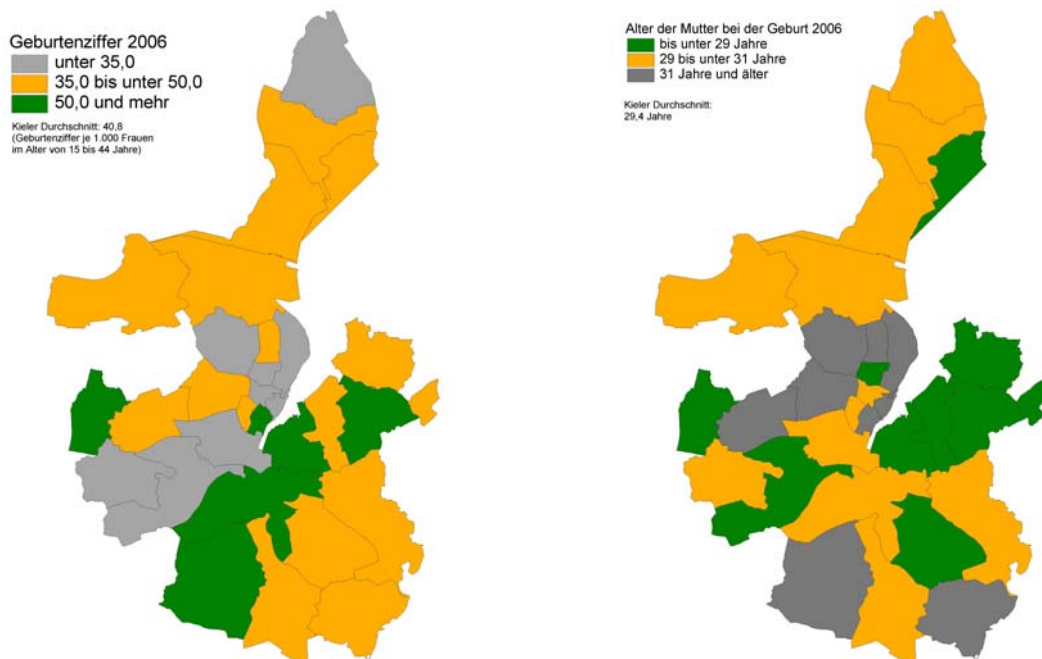 Geburtenziffer 2006
unter 35,0
35,0 bis unter 50,0
50,0 und mehr
Kieler Durchschnitt: 40,8
(Geburtenziffer je 1.000 Frauen
im Alter von 15 bis 44 Jahre)
Alter der Mutter bei der Geburt 2006
bis unter 29 Jahre
29 bis unter 31 Jahre
31 Jahre und älter
Kieler Durchschnitt:
29,4 Jahre